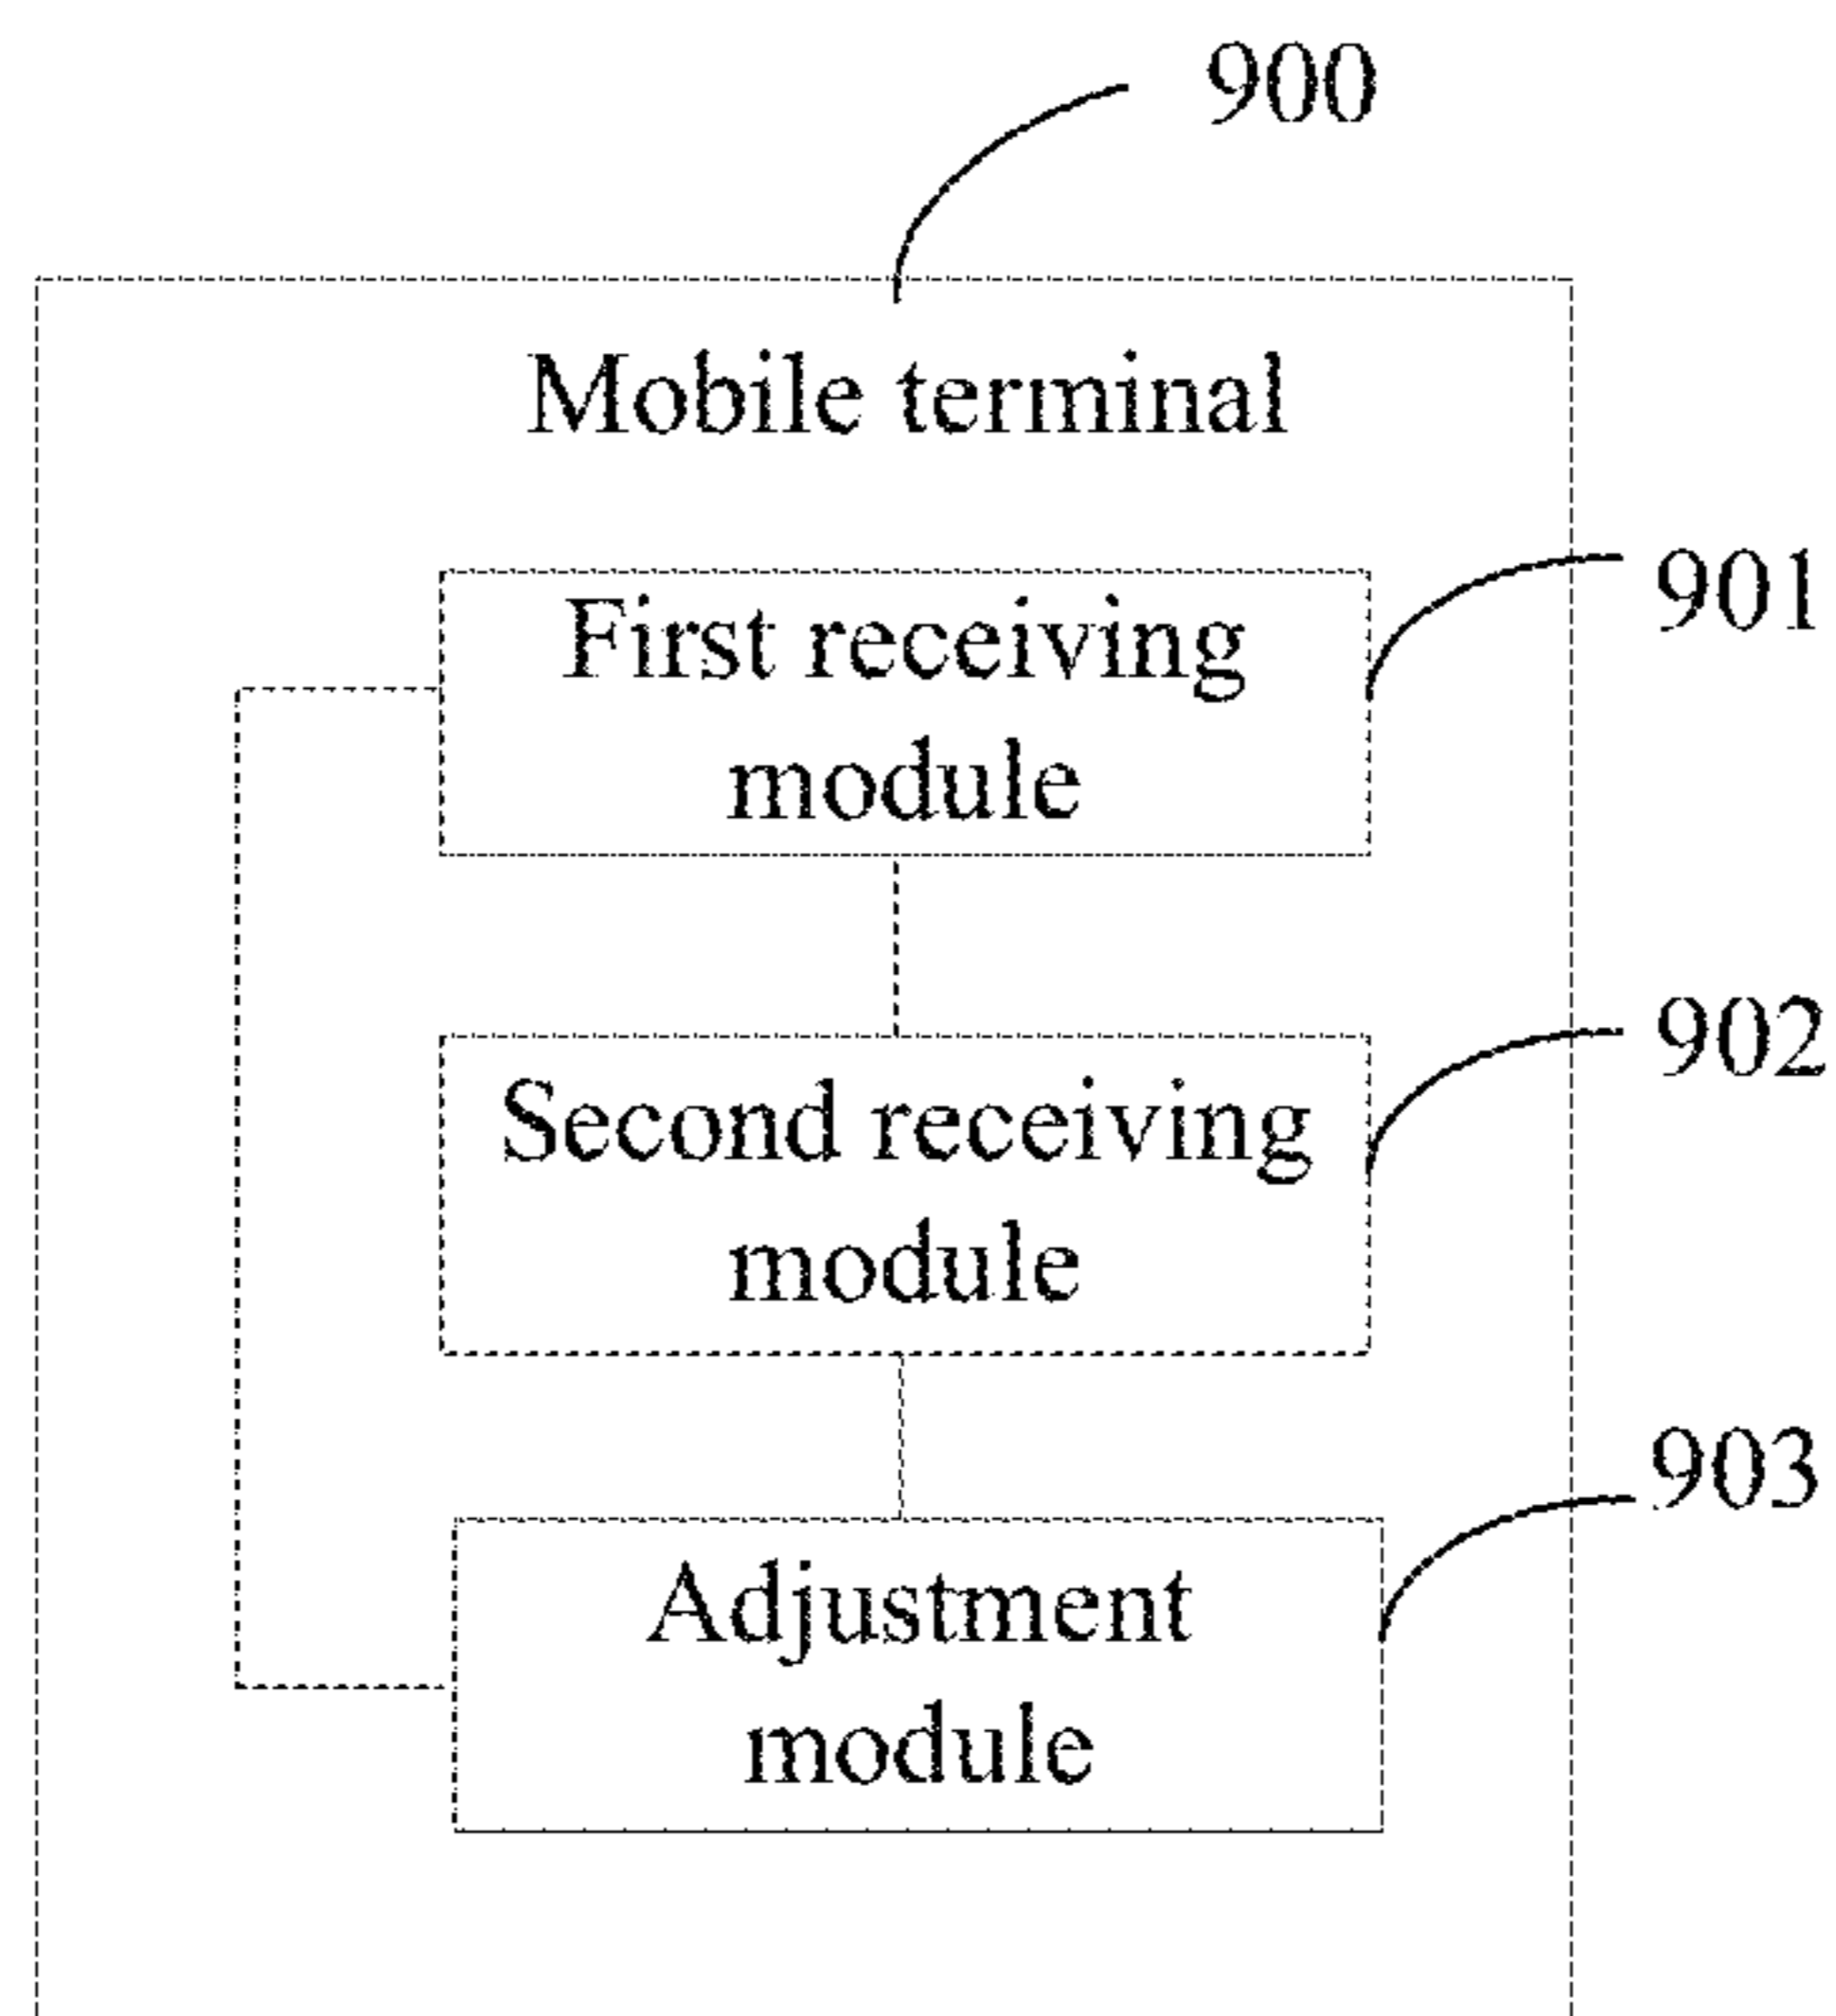 900
Mobile terminal
901
First receiving
module
902
Second receiving
module
903
Adjustment
module